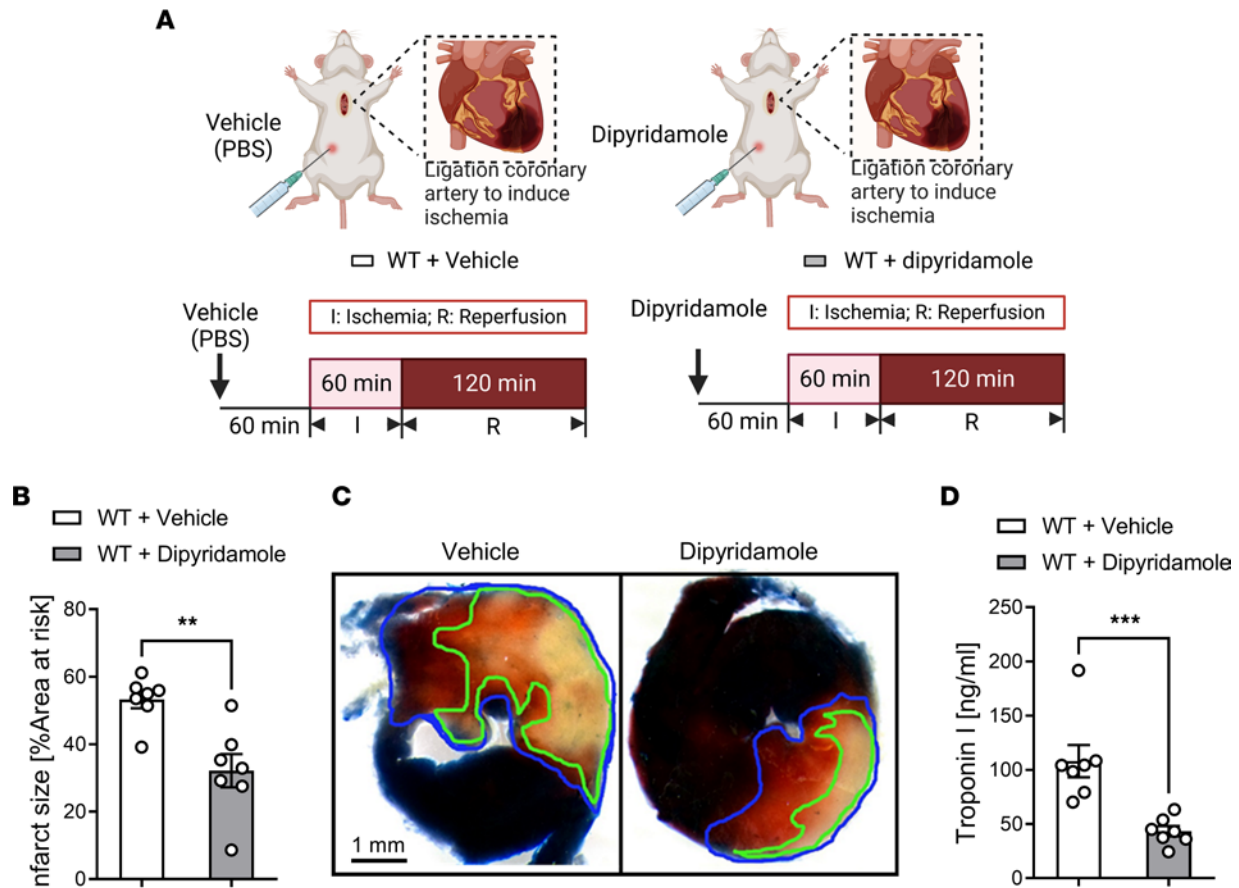 A
Vehicle
(PBS)
Ligation coronary
artery to induce
ischemia
Dipyridamole
Ligation coronary
artery to induce
ischemia
WT + Vehicle
WT + dipyridamole
Vehicle
(PBS)
I: Ischemia; R: Reperfusion
60 min
120 min
60 min
I
R
Dipyridamole
I: Ischemia; R: Reperfusion
60 min
120 min
60 min
I
R
B
WT + Vehicle
WT + Dipyridamole
nfarct size [%Area at risk]
80
60
40
20
0
**
C
Vehicle
Dipyridamole
1 mm
D
WT + Vehicle
WT + Dipyridamole
Troponin I [ng/ml]
250
200
150
100
50
0
***